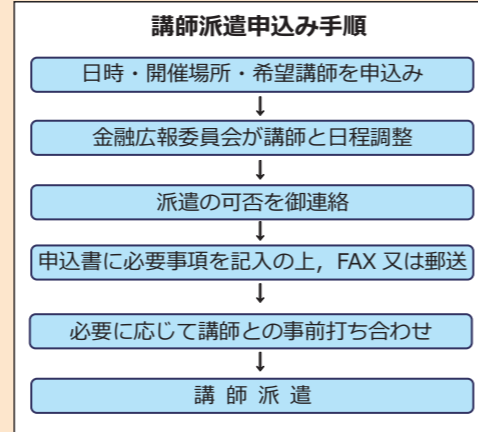 講師派遣申込み手順
日時・開催場所・希望講師を申込み
↓
金融広報委員会が講師と日程調整
↓
派遣の可否を御連絡
↓
申込書に必要事項を記入の上，FAX 又は郵送
↓
必要に応じて講師との事前打ち合わせ
↓
講 師 派 遣